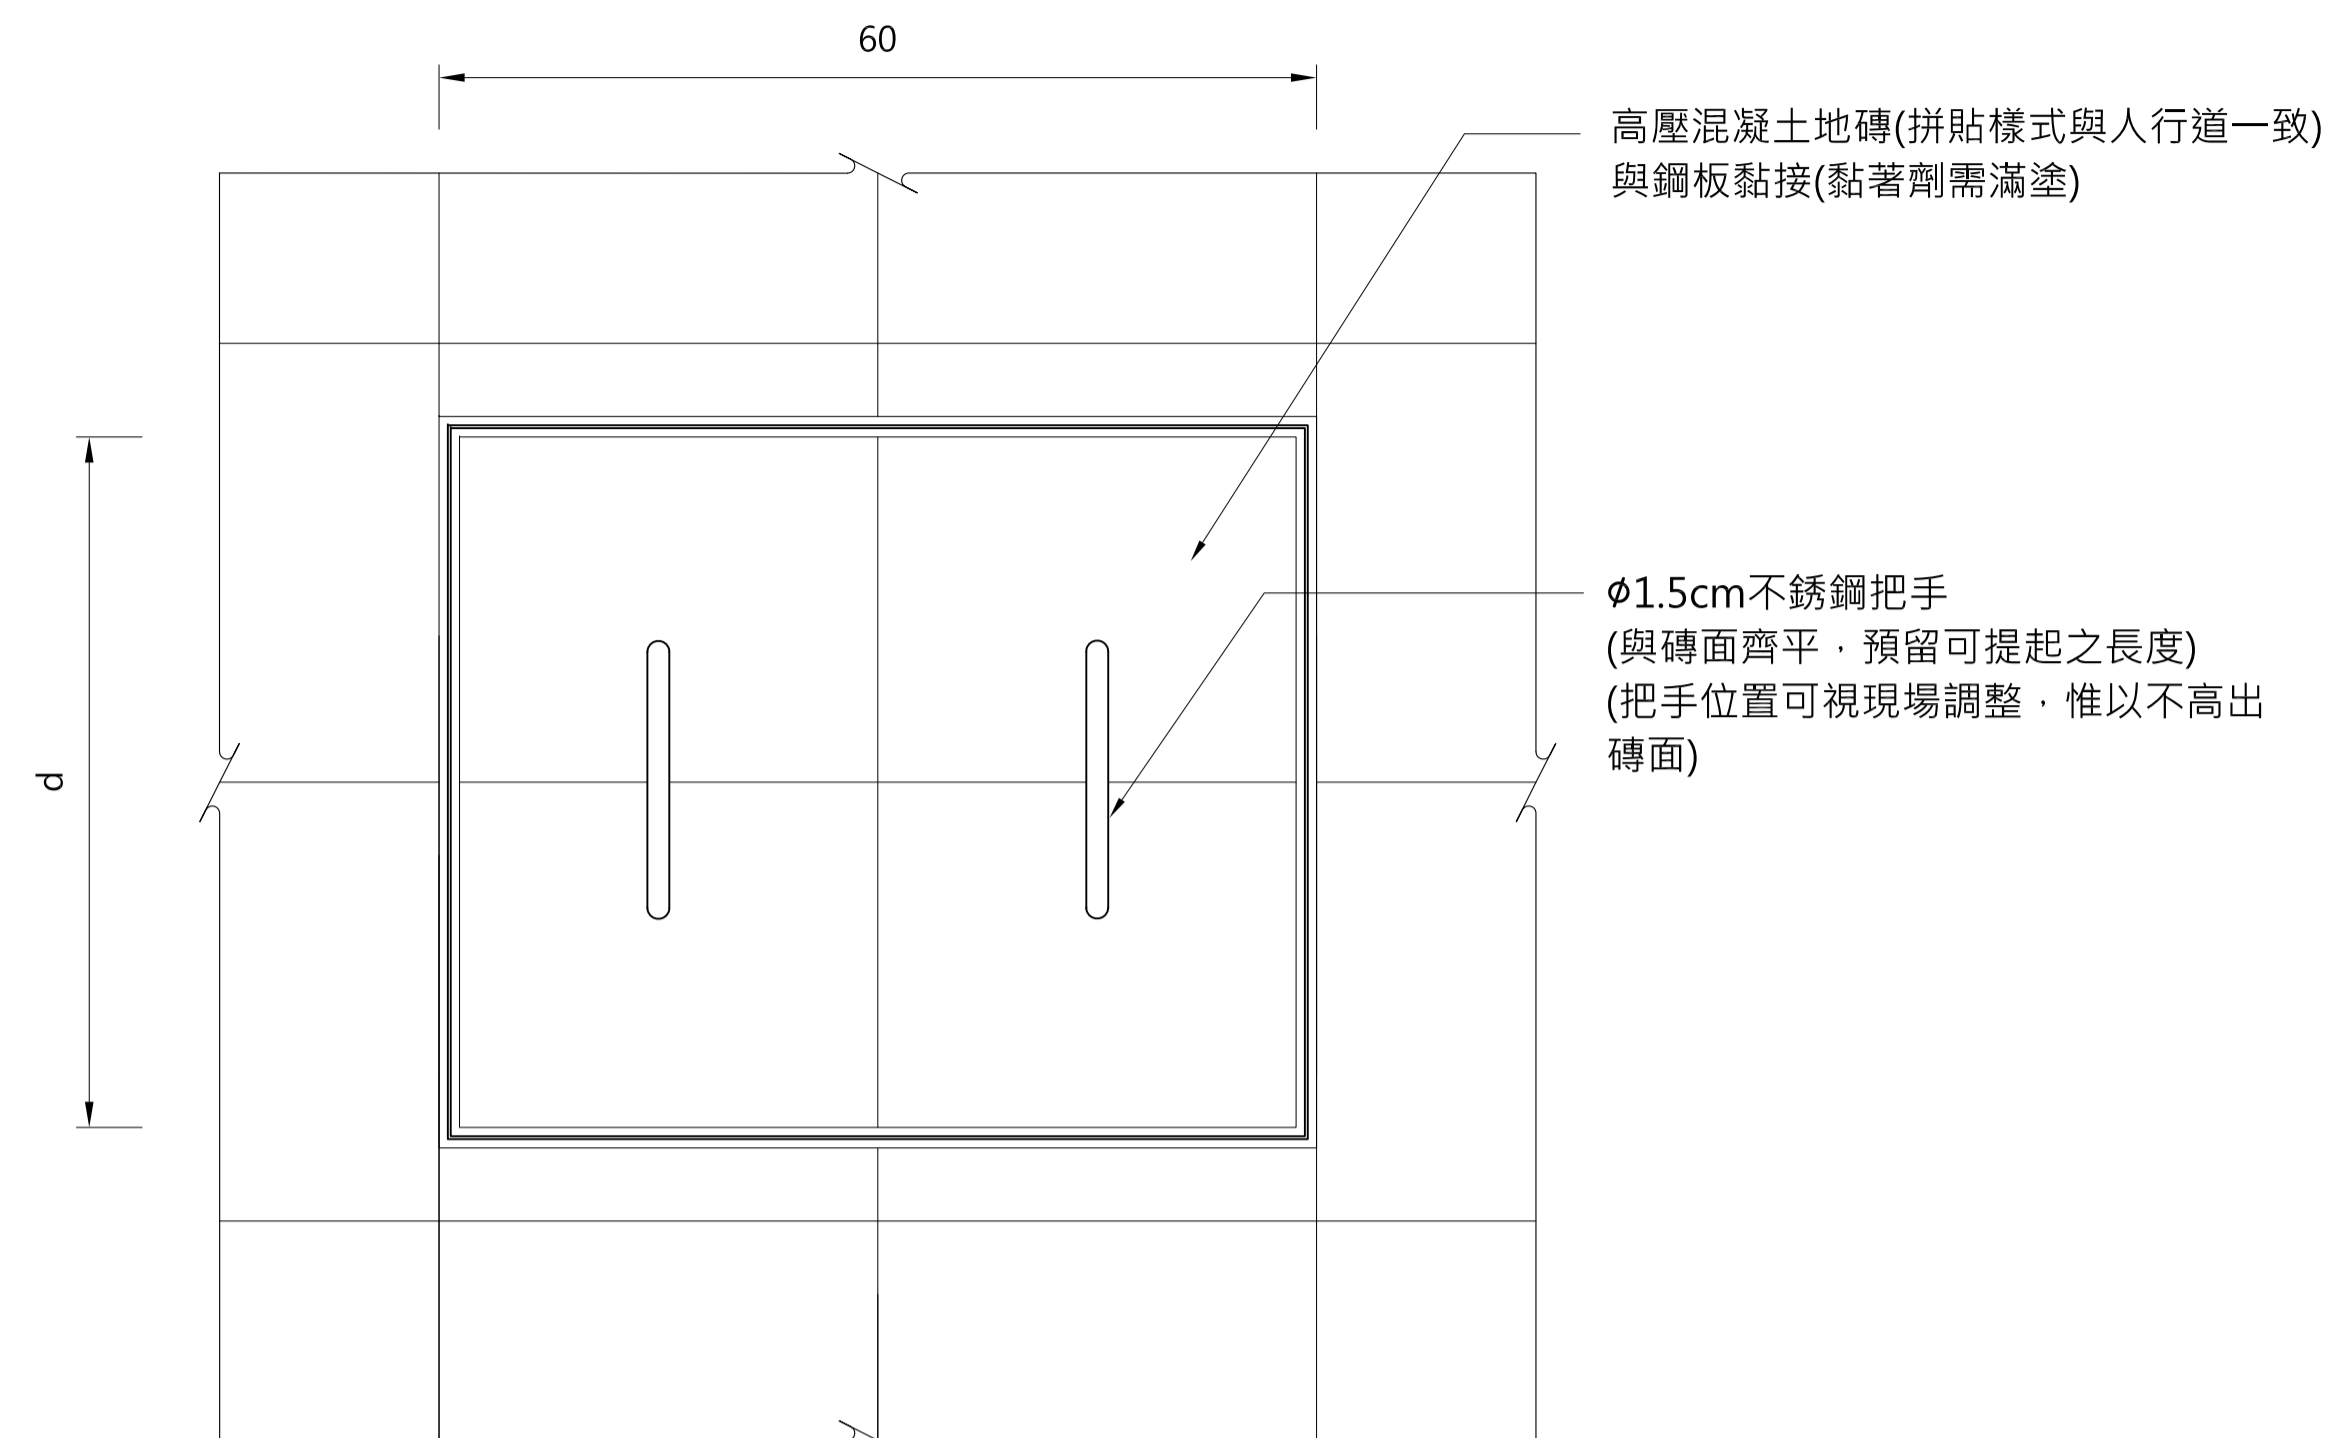 60
高壓混凝土地磚(拼貼樣式與人行道一致)
與鋼板黏接(黏著劑需滿塗)
ϕ1.5cm不銹鋼把手
(與磚面齊平，預留可提起之長度)
(把手位置可視現場調整，惟以不高出
磚面)
d